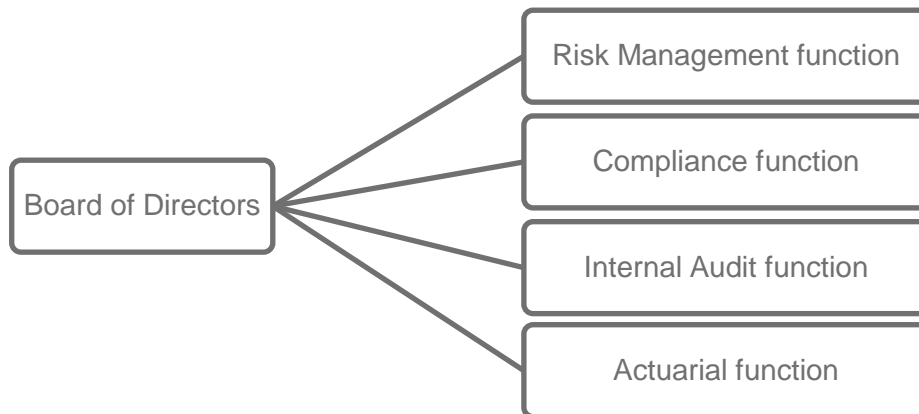 Risk Management function
Compliance function
Board of Directors
Internal Audit function
Actuarial function